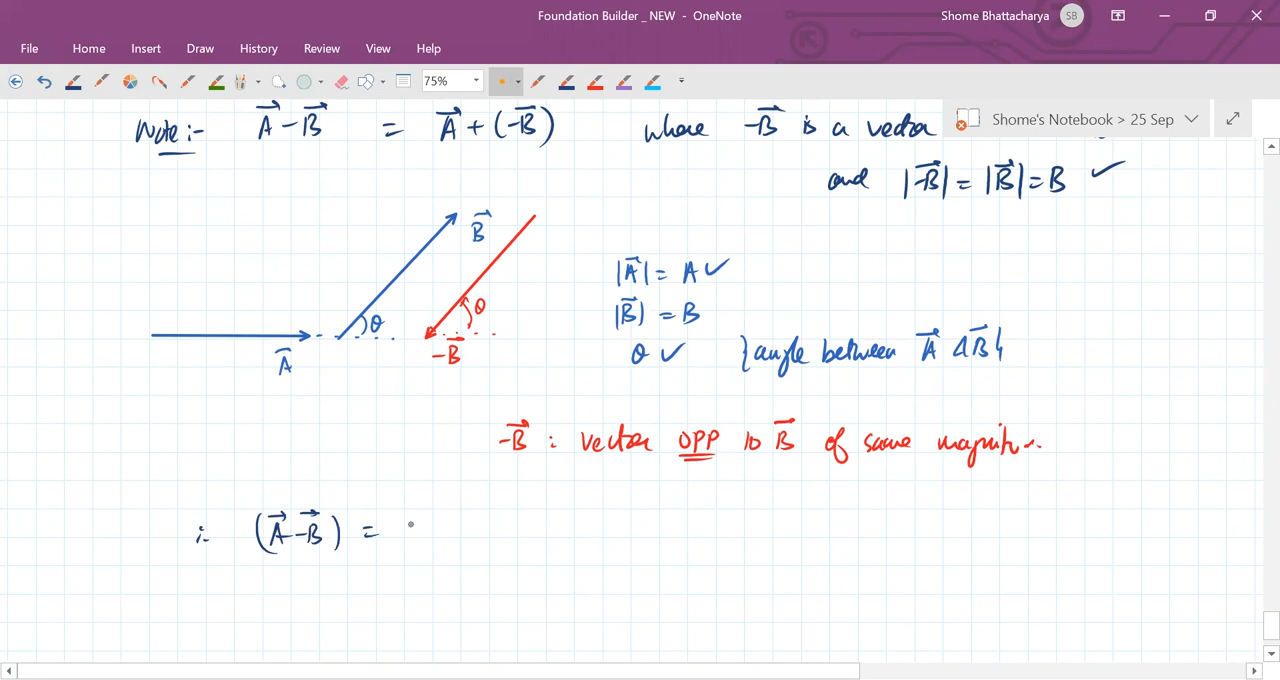 Foundation Builder _ NEW - OneNote
Shome Bhattacharya SB
File Home Insert Draw History Review View Help
75%
Shome's Notebook > 25 Sep
Note:- A⃗ - B⃗ = A⃗ + (-B⃗) where -B⃗ is a vector
and |-B⃗| = |B⃗| = B ✓
B⃗
θ
θ
A⃗
-B⃗
|A⃗| = A ✓
|B⃗| = B
θ ✓ } angle between A⃗ & B⃗ }
-B⃗ : vector OPP to B⃗ of same magnitu
∴ (A⃗ - B⃗) =